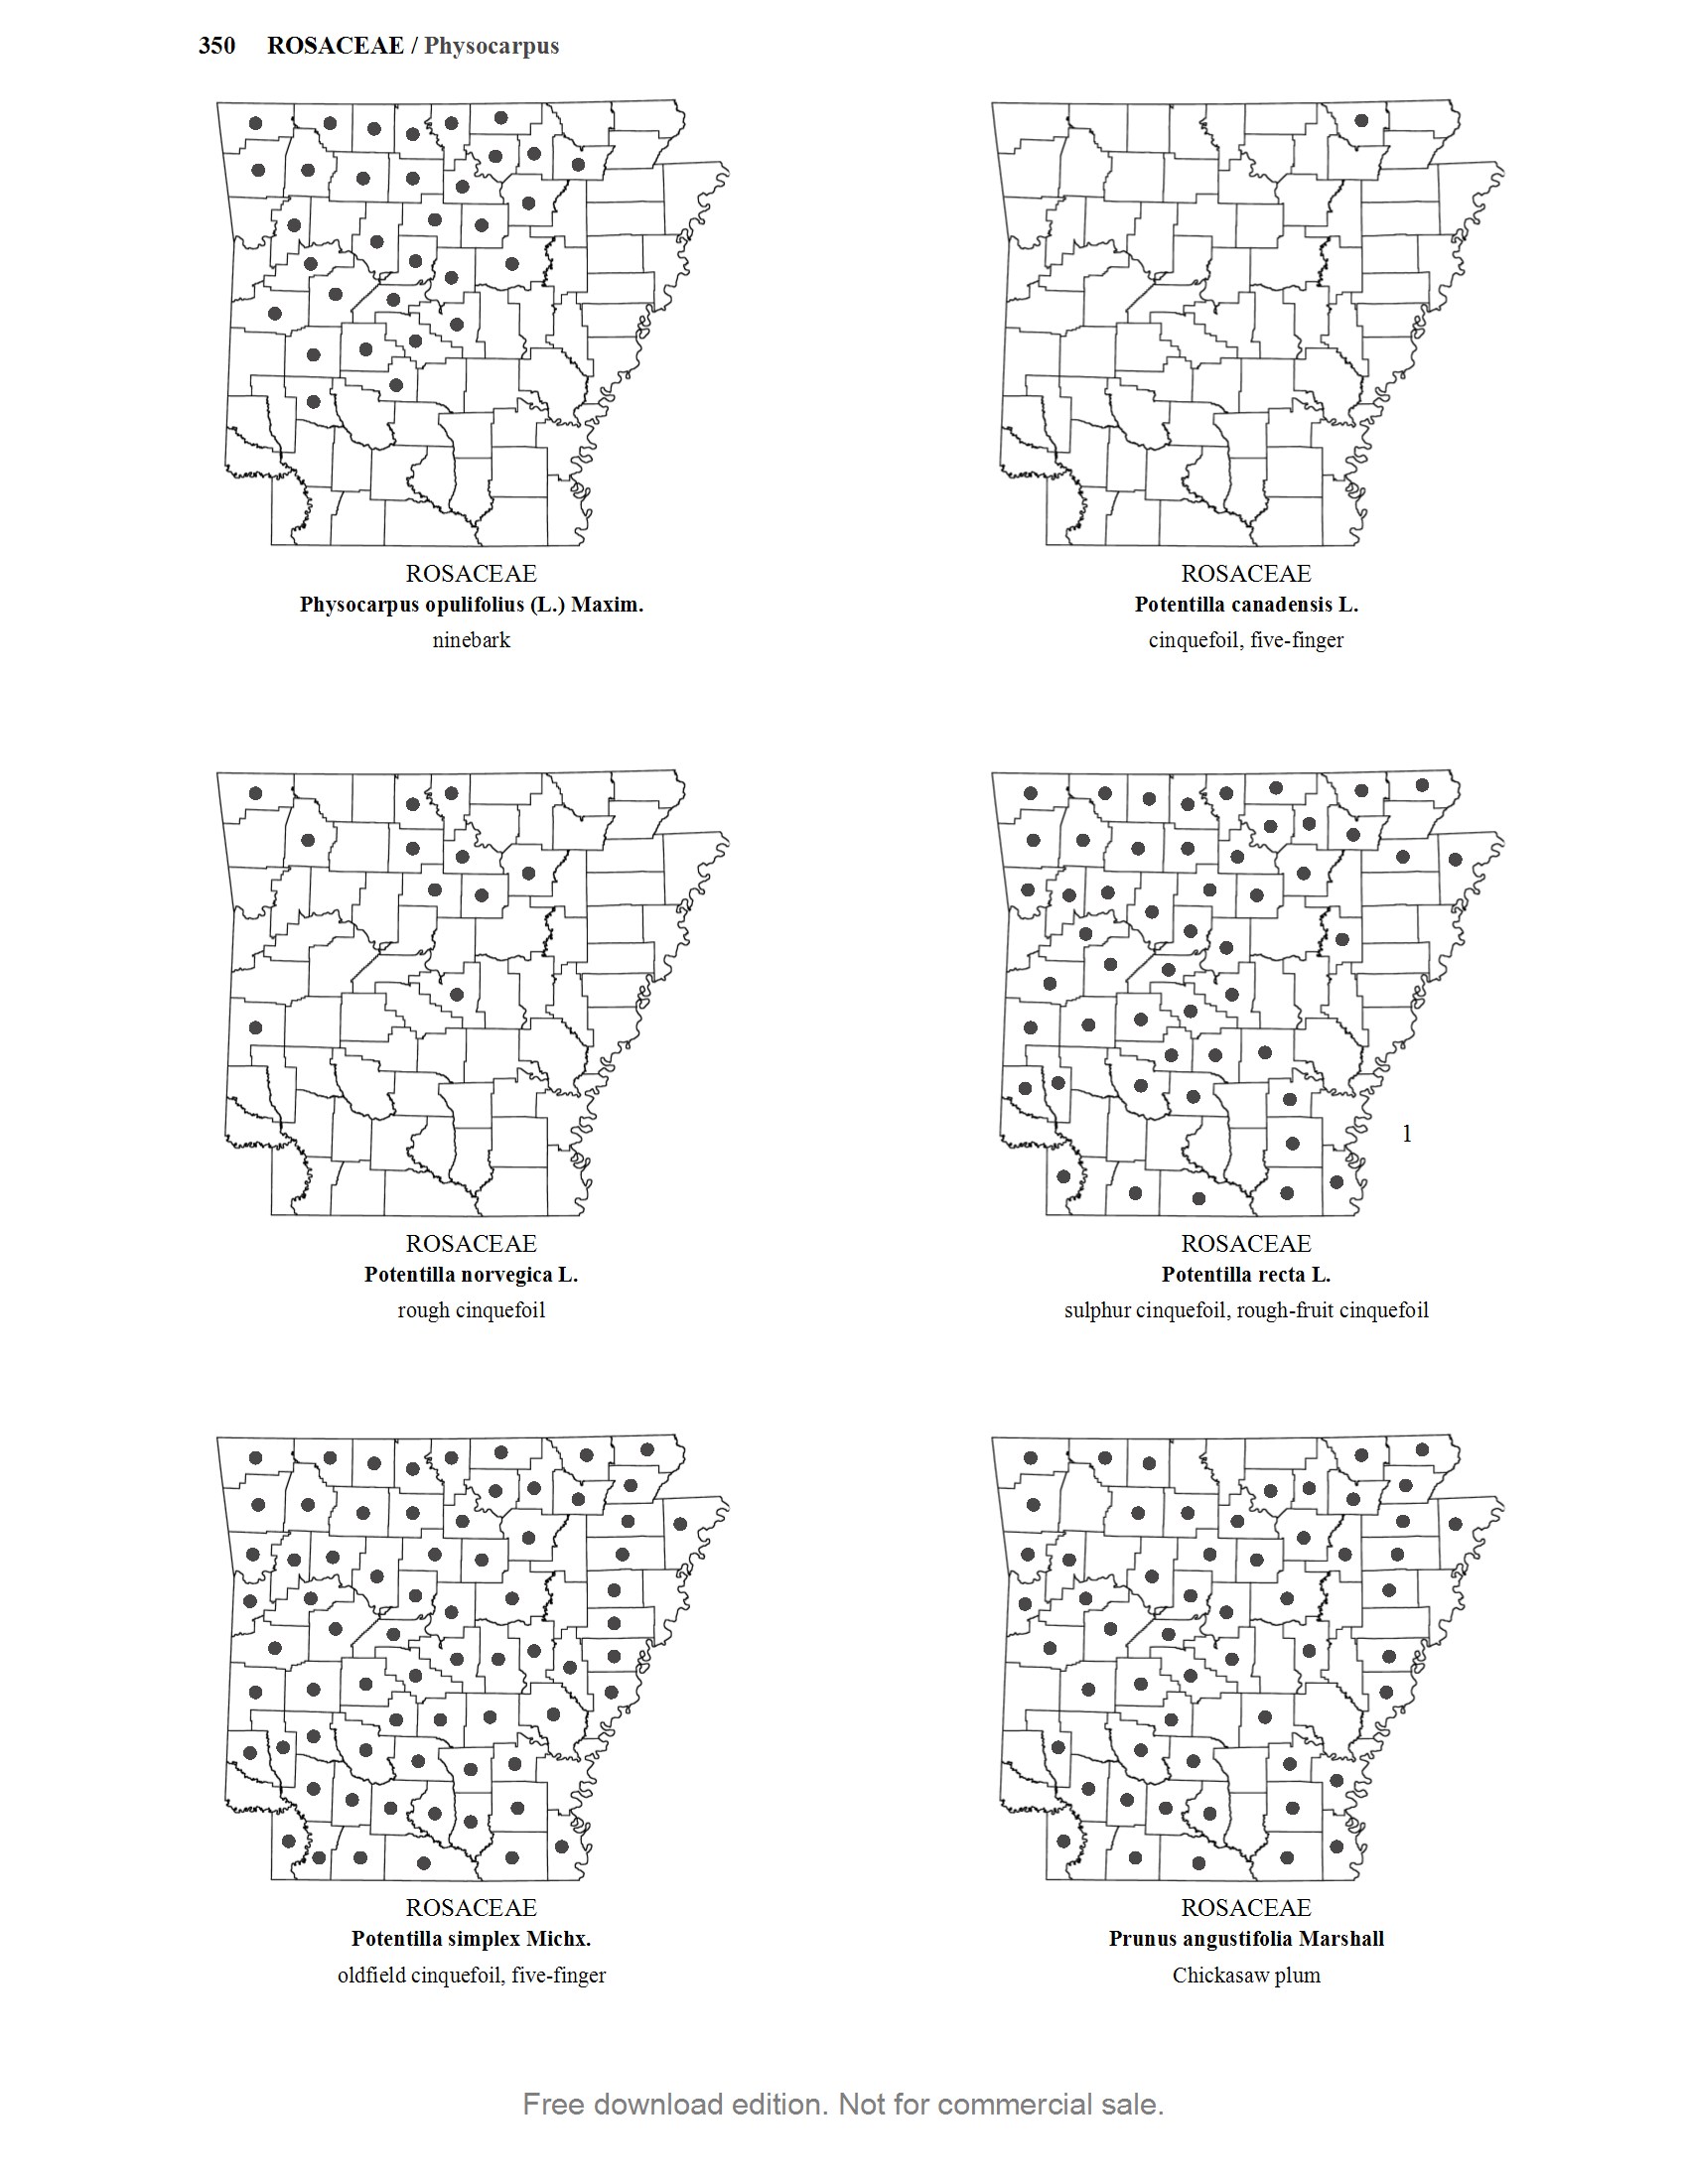 350 ROSACEAE / Physocarpus
ROSACEAE
Physocarpus opulifolius (L.) Maxim.
ninebark
ROSACEAE
Potentilla canadensis L.
cinquefoil, five-finger
ROSACEAE
Potentilla norvegica L.
rough cinquefoil
1
ROSACEAE
Potentilla recta L.
sulphur cinquefoil, rough-fruit cinquefoil
ROSACEAE
Potentilla simplex Michx.
oldfield cinquefoil, five-finger
ROSACEAE
Prunus angustifolia Marshall
Chickasaw plum
Free download edition. Not for commercial sale.